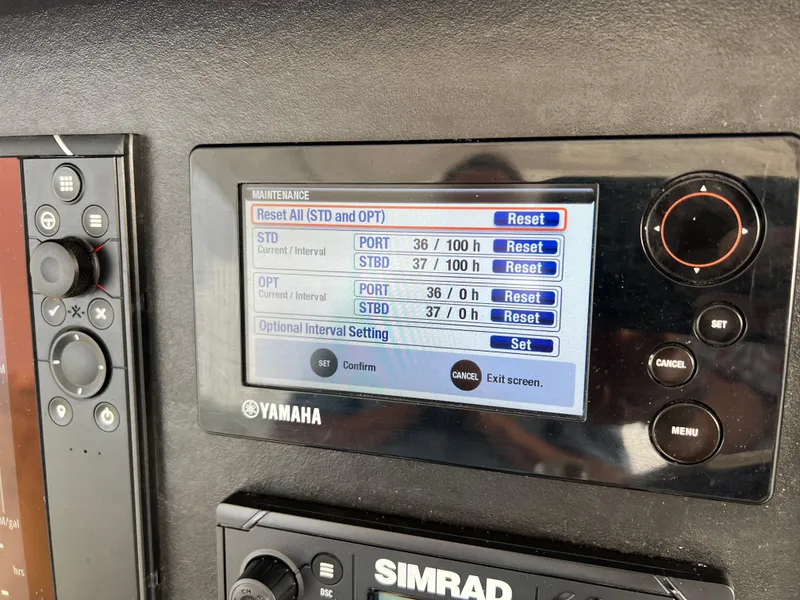 MAINTENANCE
Reset All (STD and OPT) Reset
STD PORT 36 / 100 h Reset
Current / Interval STBD 37 / 100 h Reset
OPT PORT 36 / 0 h Reset
Current / Interval STBD 37 / 0 h Reset
Optional Interval Setting Set
SET Confirm CANCEL Exit screen.
YAMAHA
SET
CANCEL
MENU
M/gal
hrs
SIMRAD
DSC